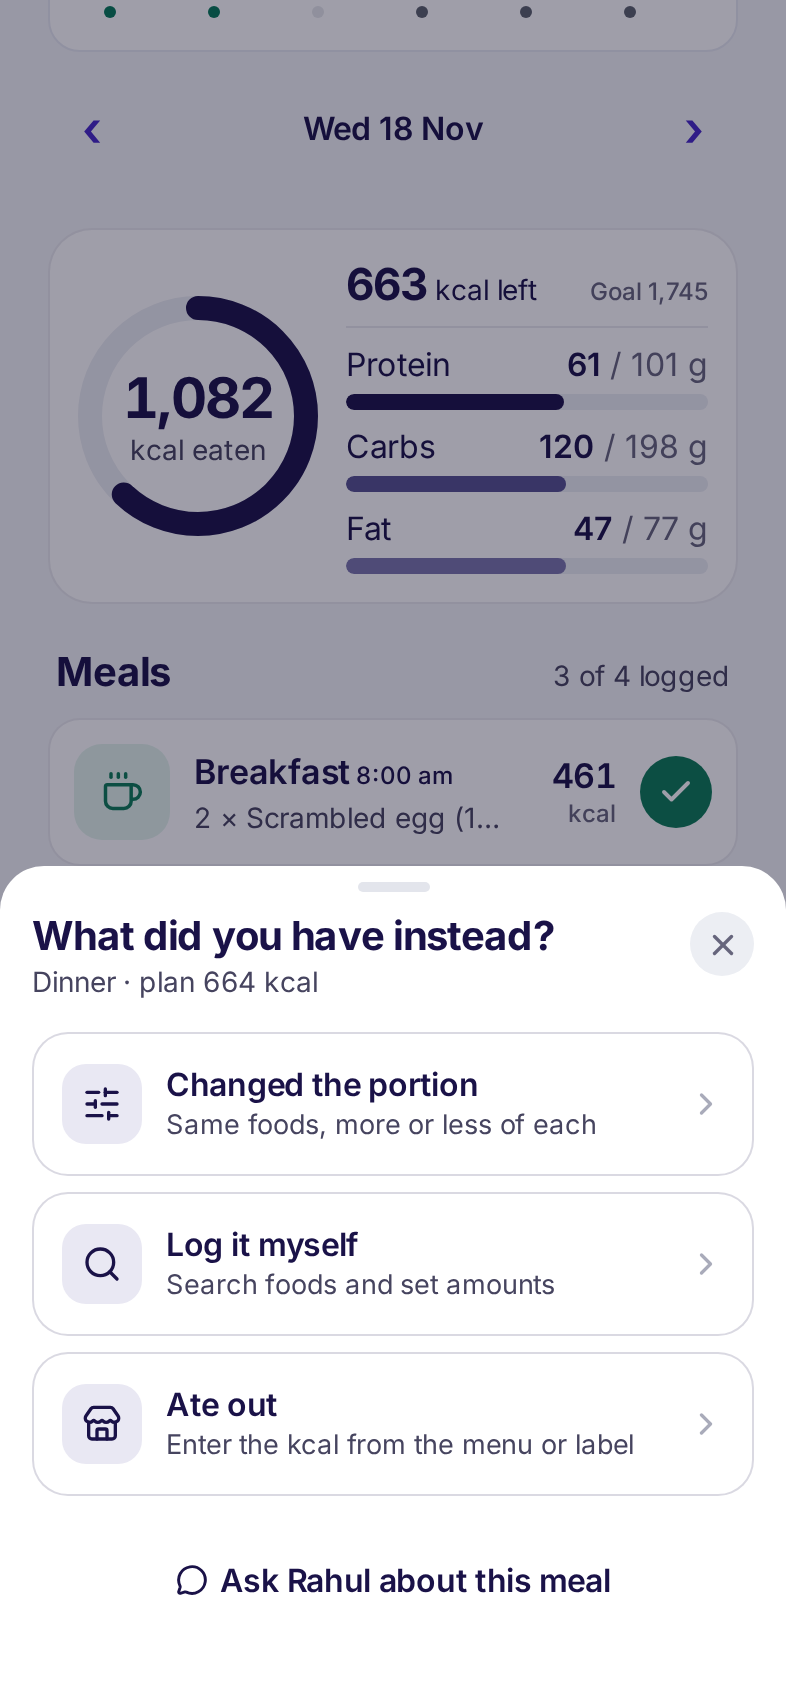 Wed 18 Nov
1,082
kcal eaten
663 kcal left Goal 1,745
Protein 61 / 101 g
Carbs 120 / 198 g
Fat 47 / 77 g
Meals 3 of 4 logged
Breakfast 8:00 am
2 × Scrambled egg (1...
461
kcal
What did you have instead?
Dinner · plan 664 kcal
Changed the portion
Same foods, more or less of each
Log it myself
Search foods and set amounts
Ate out
Enter the kcal from the menu or label
Ask Rahul about this meal